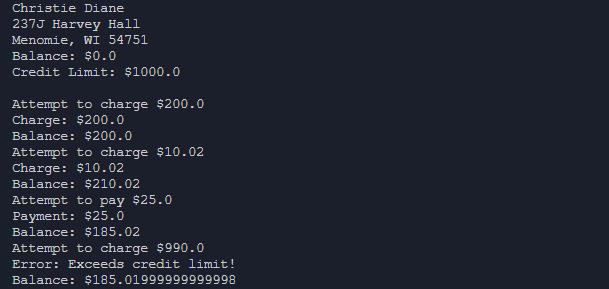 Christie Diane
237J Harvey Hall
Menomie, WI 54751
Balance: $0.0
Credit Limit: $1000.0

Attempt to charge $200.0
Charge: $200.0
Balance: $200.0
Attempt to charge $10.02
Charge: $10.02
Balance: $210.02
Attempt to pay $25.0
Payment: $25.0
Balance: $185.02
Attempt to charge $990.0
Error: Exceeds credit limit!
Balance: $185.01999999999998